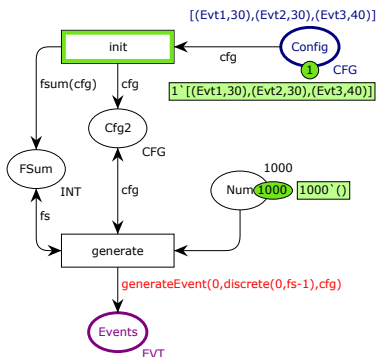 [(Evt1,30),(Evt2,30),(Evt3,40)]
init
cfg
Config
1
CFG
fsum(cfg)
cfg
1`[(Evt1,30),(Evt2,30),(Evt3,40)]
Cfg2
CFG
FSum
INT
cfg
1000
Num
1000
1000`()
fs
generate
generateEvent(0,discrete(0,fs-1),cfg)
Events
EVT